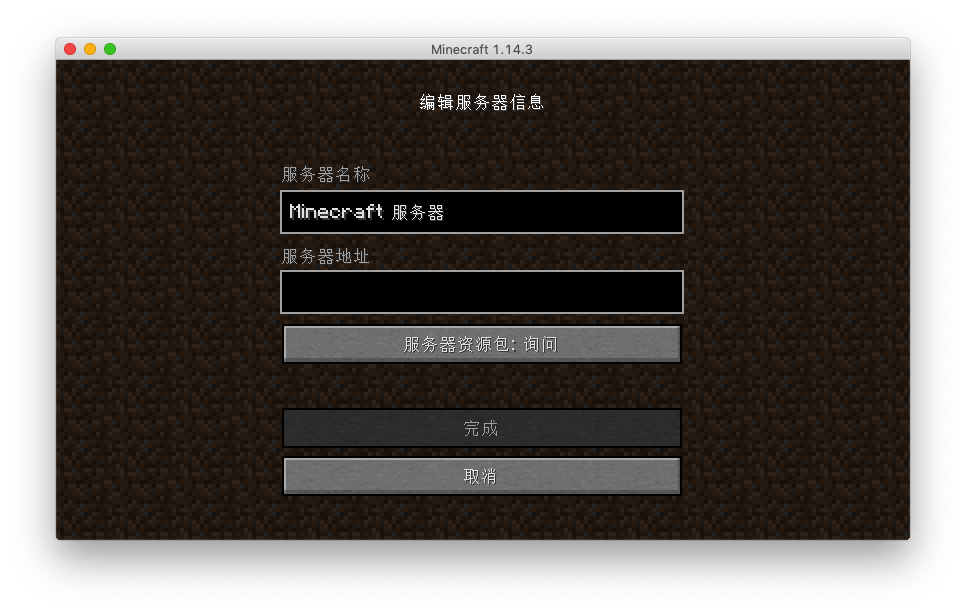 Minecraft 1.14.3
编辑服务器信息
服务器名称
Minecraft 服务器
服务器地址
服务器资源包: 询问
完成
取消